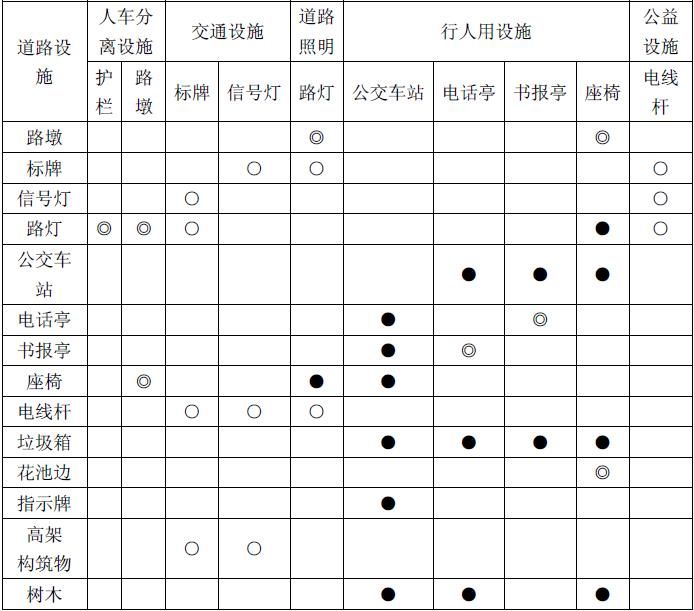 道路设施 人车分离设施 交通设施 道路照明 行人用设施 公益设施
护栏 路墩 标牌 信号灯 路灯 公交车站 电话亭 书报亭 座椅 电线杆
路墩 ◎ ◎
标牌 ○ ○ ○
信号灯 ○ ○
路灯 ◎ ◎ ○ ● ○
公交车站 ● ● ●
电话亭 ● ◎
书报亭 ● ◎
座椅 ◎ ● ●
电线杆 ○ ○ ○
垃圾箱 ● ● ● ●
花池边 ◎
指示牌 ●
高架构筑物 ○ ○
树木 ● ● ●